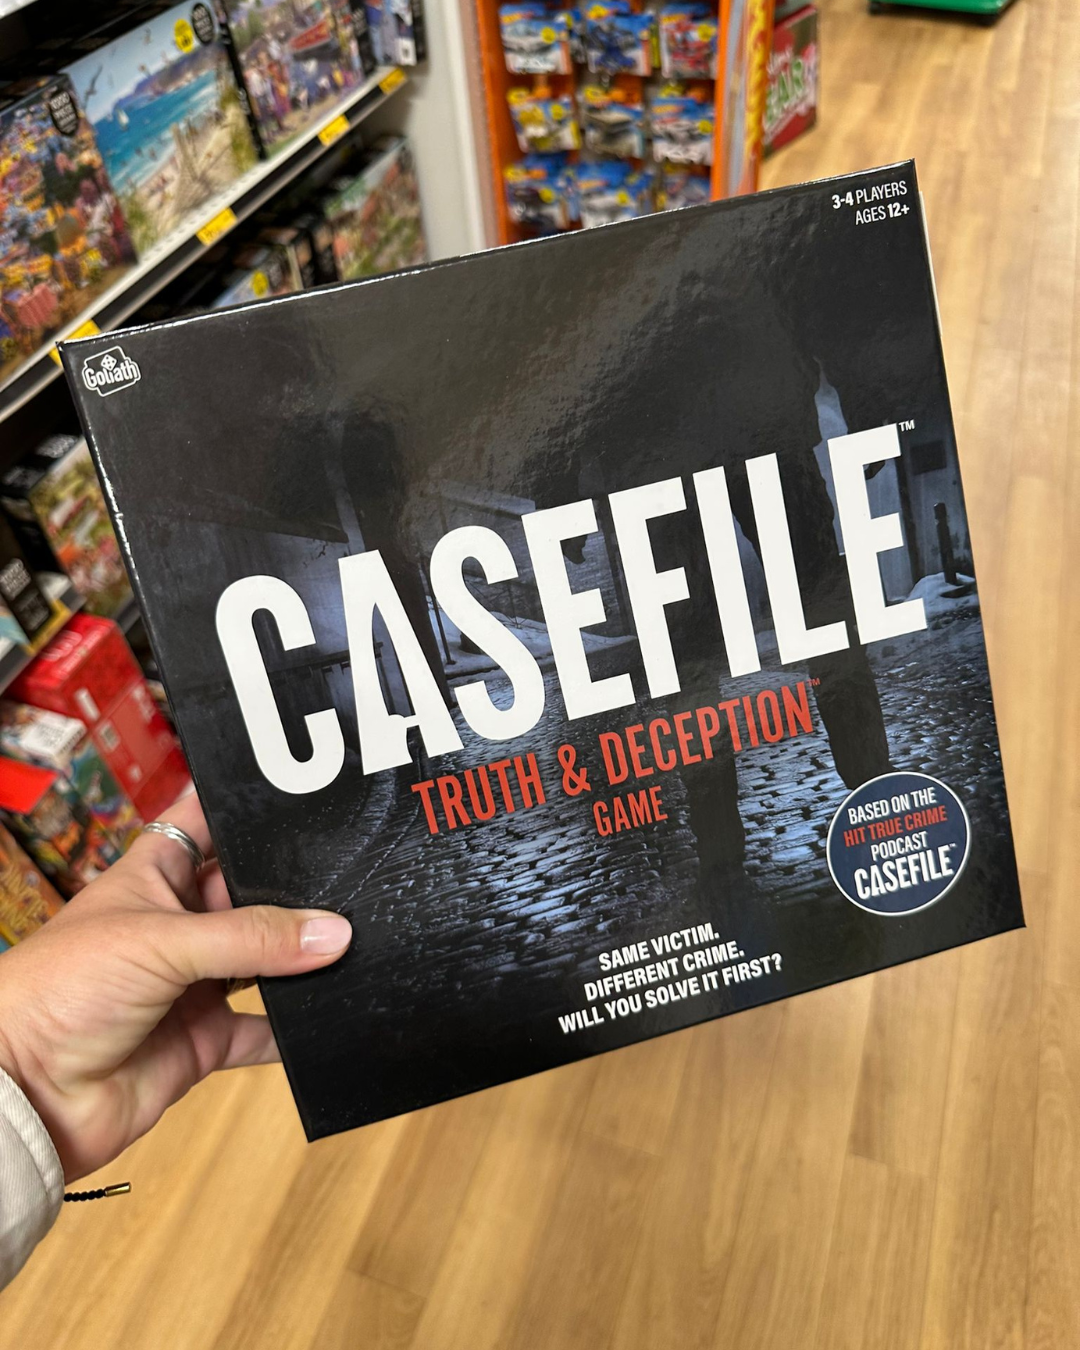 3-4 PLAYERS
AGES 12+
Goliath
CASEFILE™
TRUTH & DECEPTION™
GAME
BASED ON THE
HIT TRUE CRIME
PODCAST
CASEFILE™
SAME VICTIM.
DIFFERENT CRIME.
WILL YOU SOLVE IT FIRST?